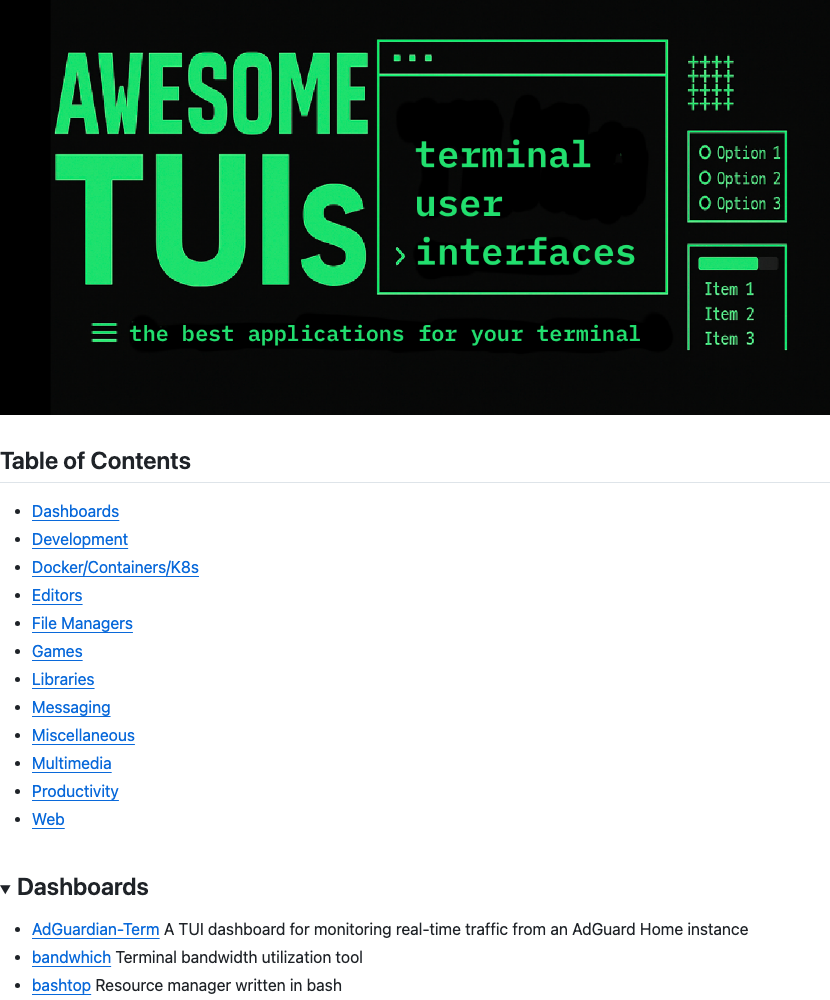 AWESOME
TUIs
terminal
user
›interfaces
the best applications for your terminal
++++
++++
++++
++++
Option 1
Option 2
Option 3
Item 1
Item 2
Item 3
Table of Contents
Dashboards
Development
Docker/Containers/K8s
Editors
File Managers
Games
Libraries
Messaging
Miscellaneous
Multimedia
Productivity
Web
Dashboards
AdGuardian-Term A TUI dashboard for monitoring real-time traffic from an AdGuard Home instance
bandwhich Terminal bandwidth utilization tool
bashtop Resource manager written in bash